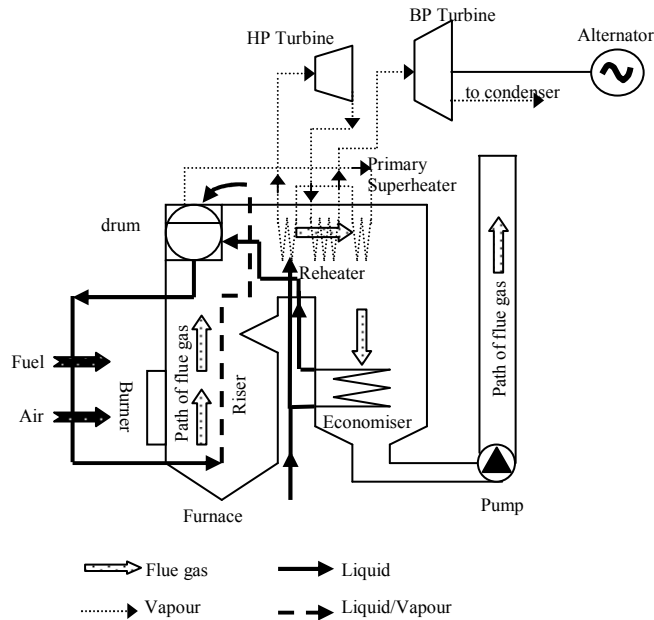 BP Turbine
HP Turbine
Alternator
to condenser
Primary
Superheater
drum
Reheater
Fuel
Air
Burner
Path of flue gas
Riser
Economiser
Path of flue gas
Furnace
Pump
Flue gas
Liquid
Vapour
Liquid/Vapour